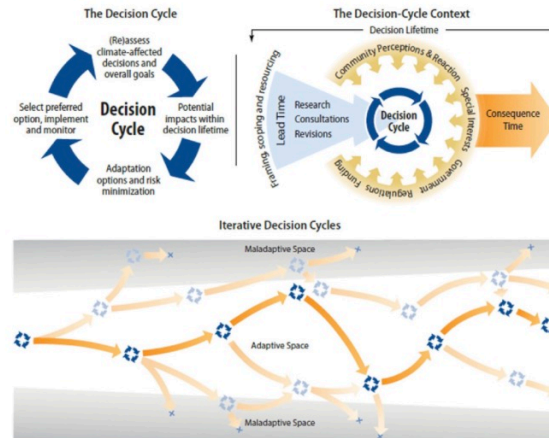 The Decision Cycle
(Re)assess
climate-affected
decisions and
overall goals
Select preferred
option, implement
and monitor
Decision
Cycle
Potential
impacts within
decision lifetime
Adaptation
options and risk
minimization
The Decision-Cycle Context
Decision Lifetime
Framing scoping and resourcing
Lead Time
Research
Consultations
Revisions
Community Perceptions & Reaction
Special Interests
Decision
Cycle
Government
Regulations
Funding
Consequence
Time
Iterative Decision Cycles
Maladaptive Space
Adaptive Space
Maladaptive Space